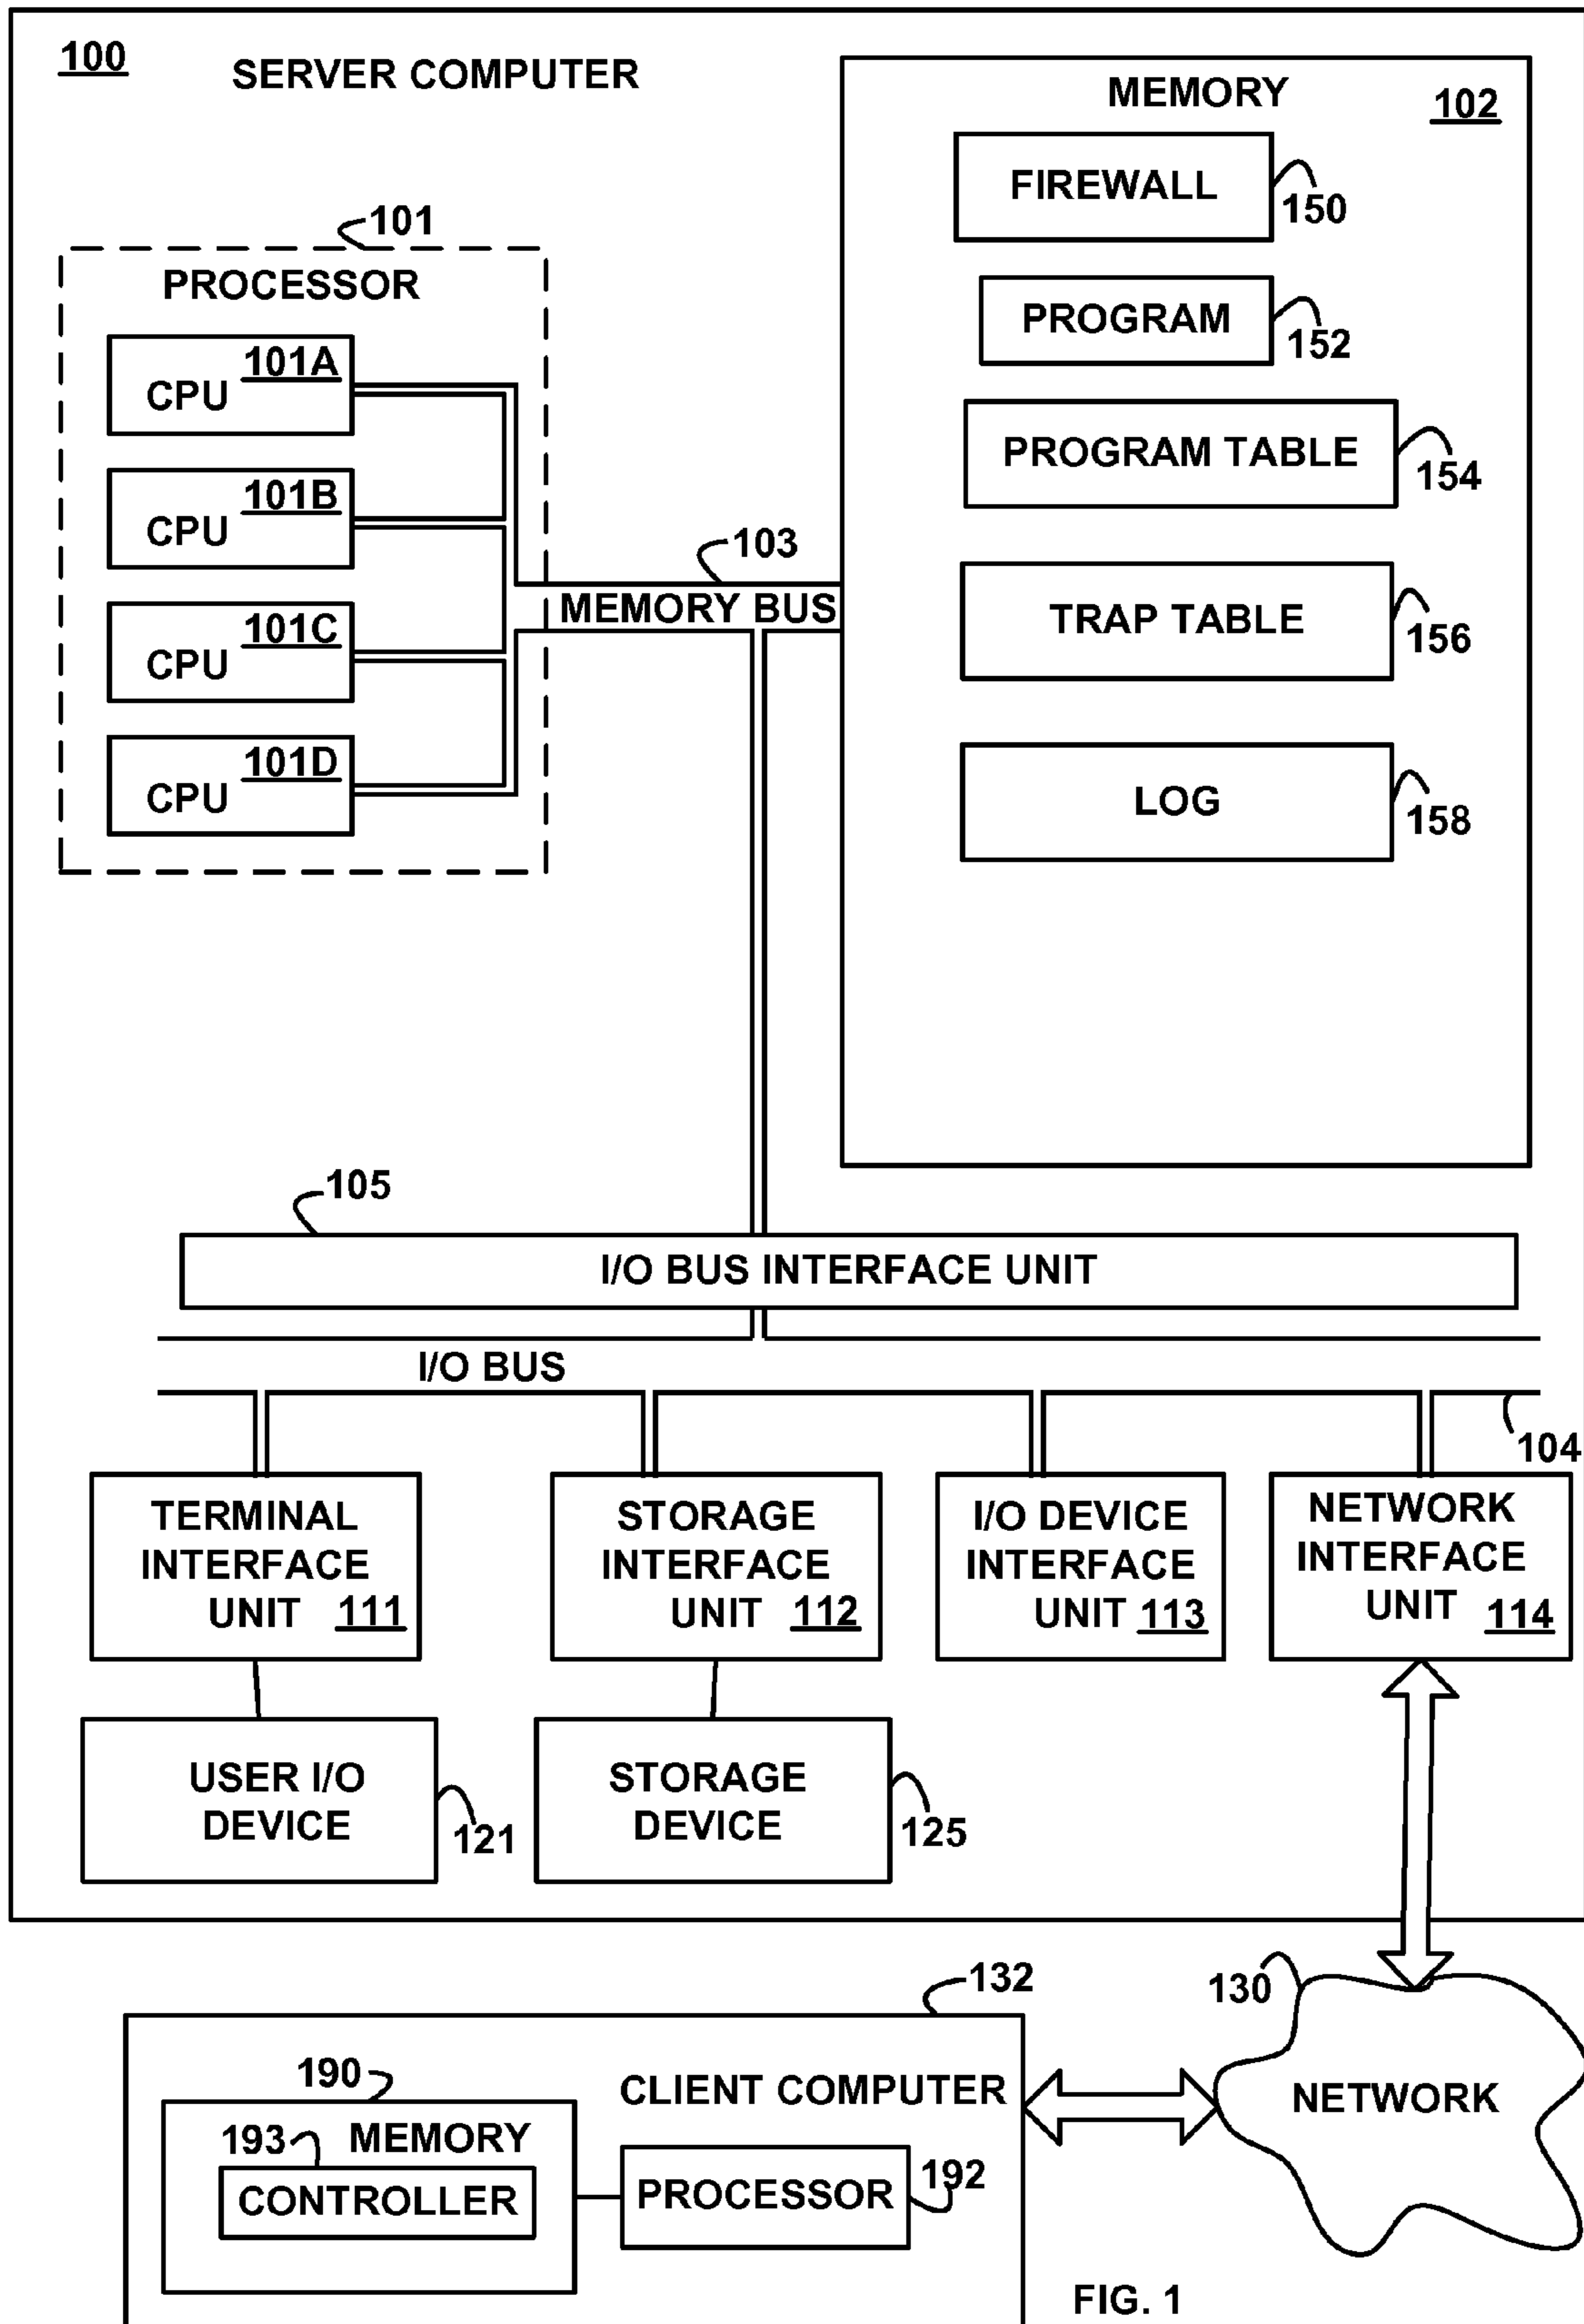 100
SERVER COMPUTER
MEMORY
102
FIREWALL
150
PROGRAM
152
PROGRAM TABLE
154
TRAP TABLE
156
LOG
158
101
PROCESSOR
101A
CPU
101B
CPU
101C
CPU
101D
CPU
103
MEMORY BUS
105
I/O BUS INTERFACE UNIT
I/O BUS
104
TERMINAL
INTERFACE
UNIT 111
STORAGE
INTERFACE
UNIT 112
I/O DEVICE
INTERFACE
UNIT 113
NETWORK
INTERFACE
UNIT 114
USER I/O
DEVICE
121
STORAGE
DEVICE
125
132
130
NETWORK
CLIENT COMPUTER
190
MEMORY
193
CONTROLLER
PROCESSOR
192
FIG. 1